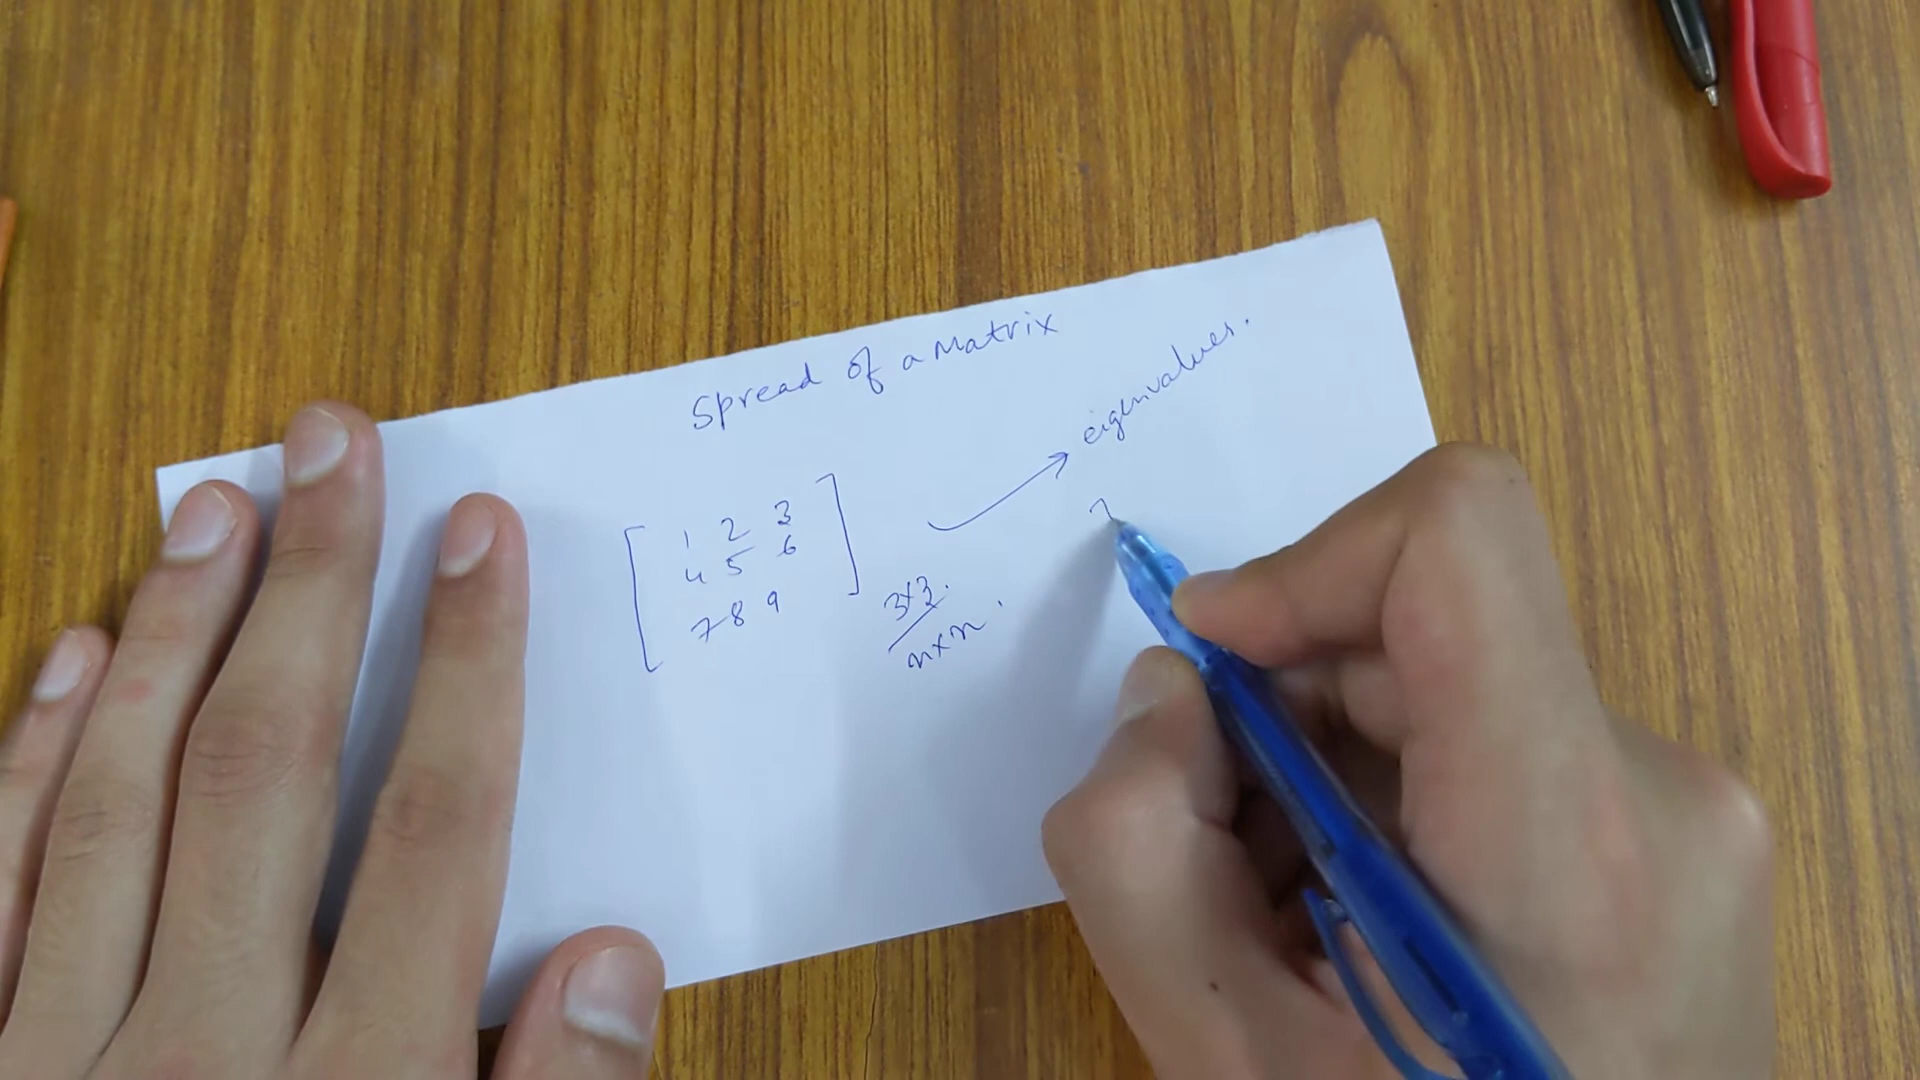 Spread of a Matrix
eigenvalues.
1 2 3
4 5 6
7 8 9
3×3.
n×n.